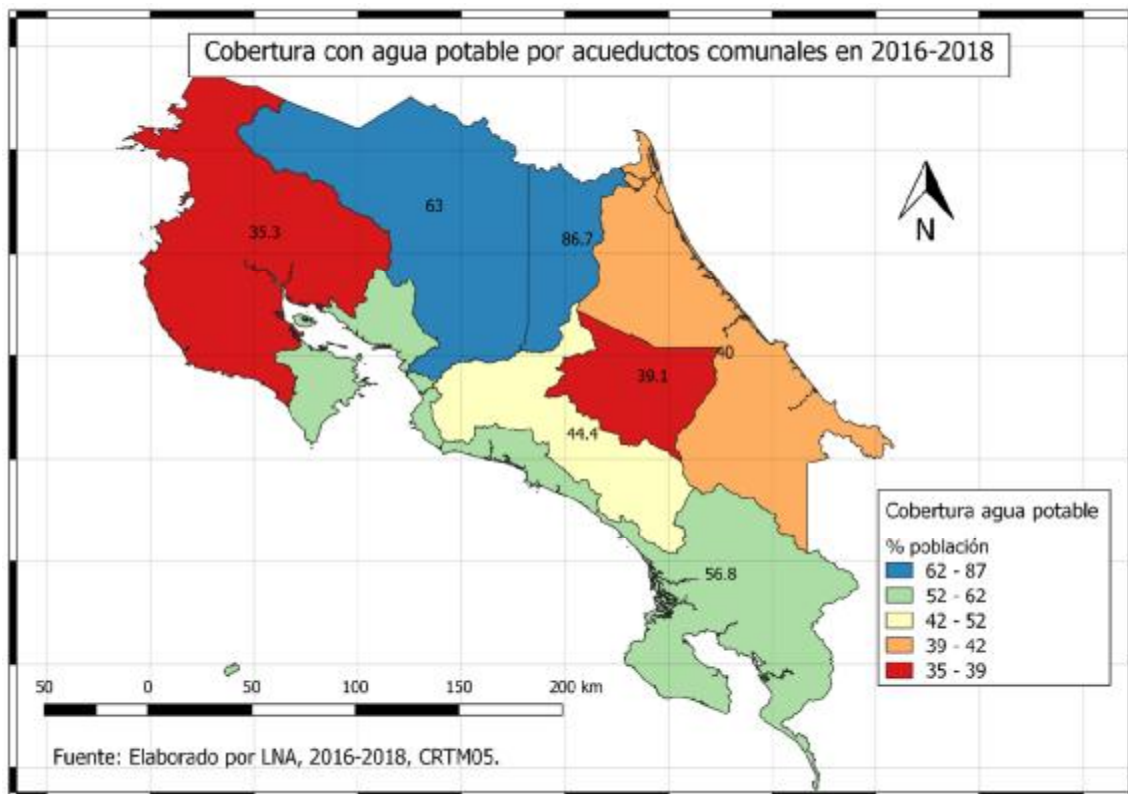 Cobertura con agua potable por acueductos comunales en 2016-2018
63
35.3
86.7
N
40
39.1
44.4
56.8
Cobertura agua potable
% población
62 - 87
52 - 62
42 - 52
39 - 42
35 - 39
50 0 50 100 150 200 km
Fuente: Elaborado por LNA, 2016-2018, CRTM05.